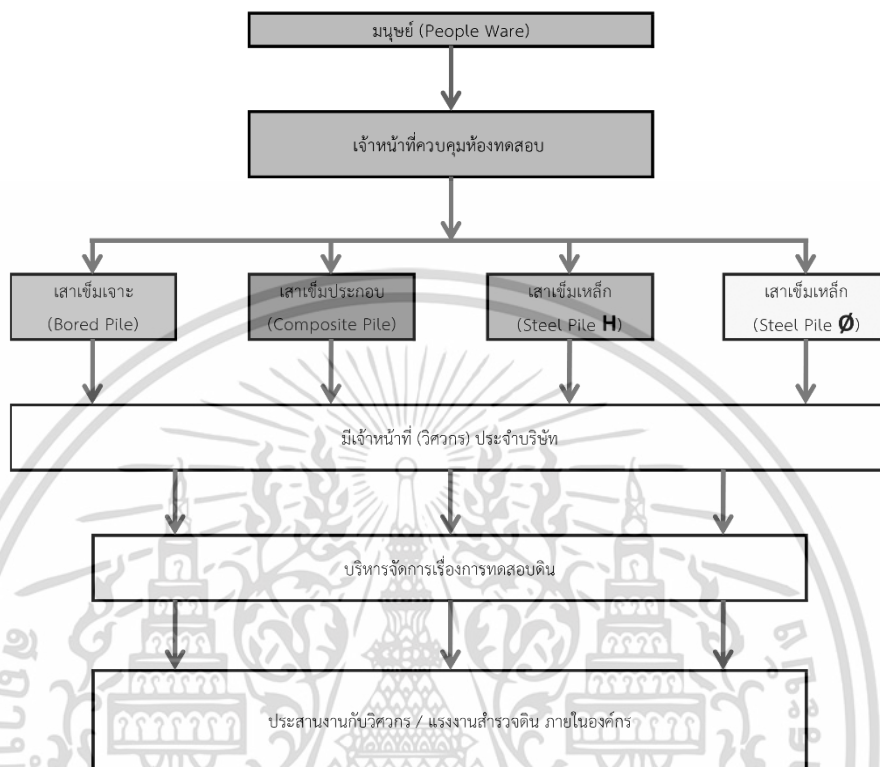 มนุษย์ (People Ware)
เจ้าหน้าที่ควบคุมห้องทดสอบ
เสาเข็มเจาะ
(Bored Pile)
เสาเข็มประกอบ
(Composite Pile)
เสาเข็มเหล็ก
(Steel Pile H)
เสาเข็มเหล็ก
(Steel Pile Ø)
มีเจ้าหน้าที่ (วิศวกร) ประจำบริษัท
บริหารจัดการเรื่องการทดสอบดิน
ประสานงานกับวิศวกร / แรงงานสำรวจดิน ภายในองค์กร